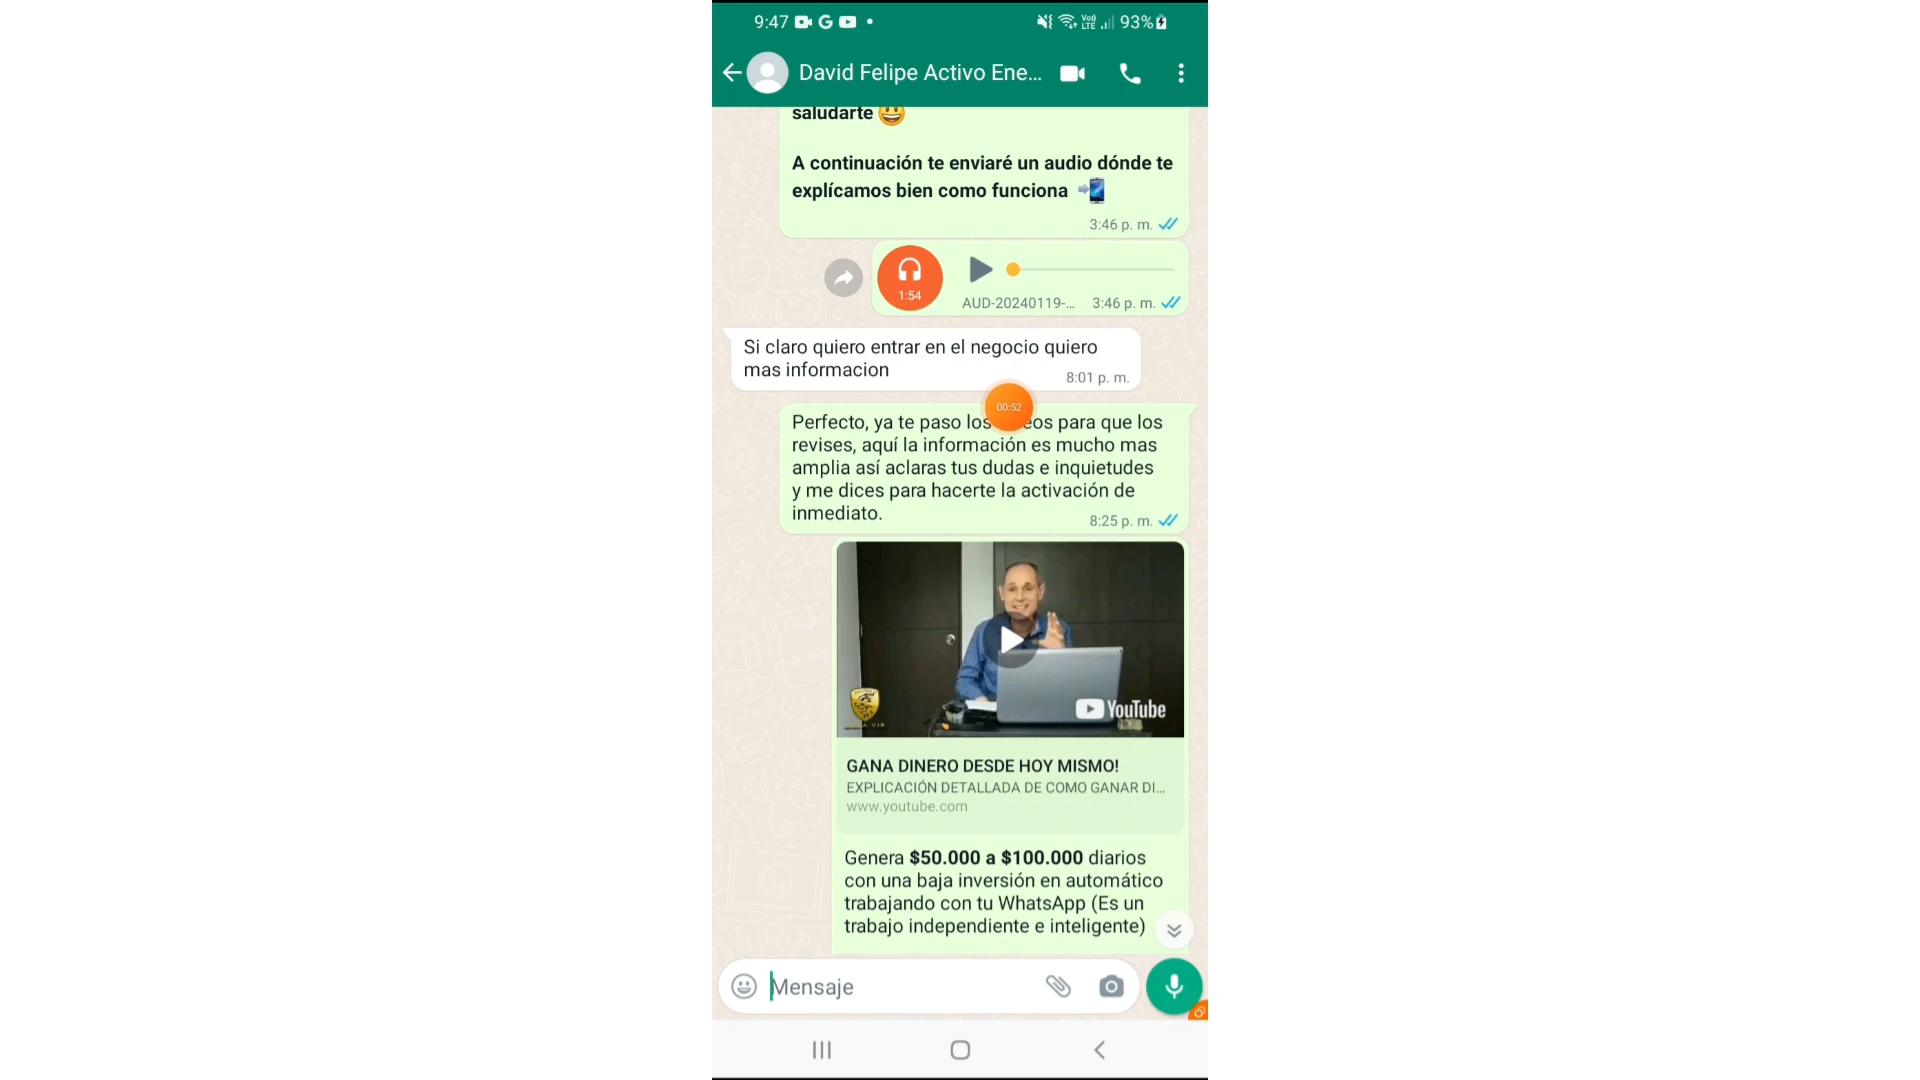 9:47
VoLTE 93%
David Felipe Activo Ene...
saludarte
A continuación te enviaré un audio dónde te
explícamos bien como funciona
3:46 p. m.
1:54
AUD-20240119-... 3:46 p. m.
Si claro quiero entrar en el negocio quiero
mas informacion
8:01 p. m.
00:52
Perfecto, ya te paso los eos para que los
revises, aquí la información es mucho mas
amplia así aclaras tus dudas e inquietudes
y me dices para hacerte la activación de
inmediato.
8:25 p. m.
YouTube
GANA DINERO DESDE HOY MISMO!
EXPLICACIÓN DETALLADA DE COMO GANAR DI...
www.youtube.com
Genera $50.000 a $100.000 diarios
con una baja inversión en automático
trabajando con tu WhatsApp (Es un
trabajo independiente e inteligente)
Mensaje